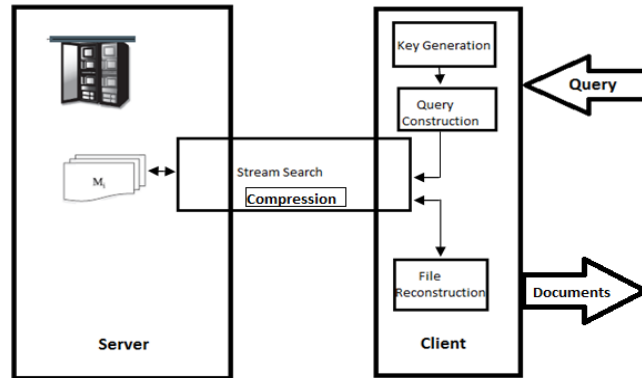 Key Generation
Query
Query
Construction
Stream Search
Compression
Mi
File
Reconstruction
Documents
Server
Client